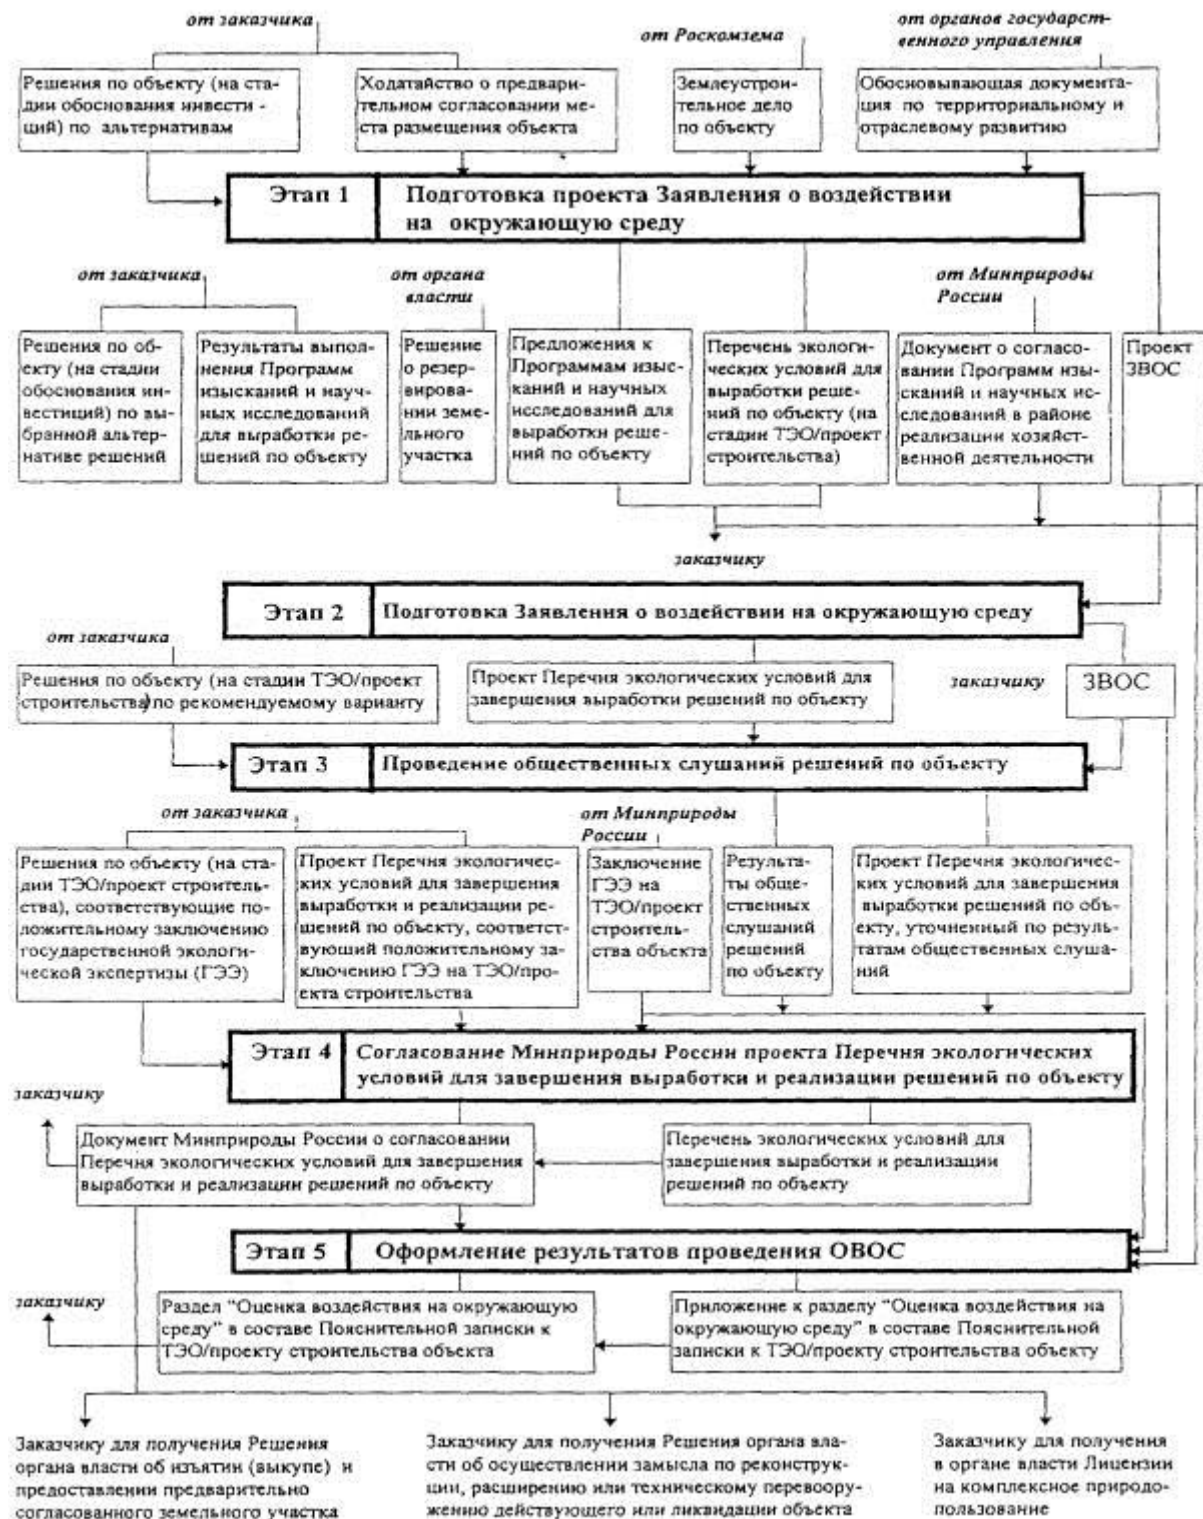 от заказчика
от Роскомзема
от органов государст-
венного управления
Решения по объекту (на ста-
дии обоснования инвести -
ций) по альтернативам
Ходатайство о предвари-
тельном согласовании ме-
ста размещения объекта
Землеустрои-
тельное дело
по объекту
Обосновывающая документ-
ация по территориальному и
отраслевому развитию
Этап 1
Подготовка проекта Заявления о воздействии
на окружающую среду
от заказчика
от органа
власти
от Минприроды
России
Решения по об-
екту (на стадии
обоснования ин-
вестиций) по вы-
бранной альтер-
нативе решений
Результаты выпол-
нения Программ
изысканий и науч-
ных исследований
для выработки ре-
шений по объекту
Решение
о резер-
вирова-
нии земе-
льного
участка
Предложения к
Программам изыс-
каний и научных
исследований для
выработки реше-
ний по объекту
Перечень экологи-
ческих условий для
выработки реше-
ний по объекту (на
стадии ТЭО/проект
строительства)
Документ о согласо-
вании Программ изы-
сканий и научных ис-
следований в районе
реализации хозяйст-
венной деятельности
Проект
ЗВОС
заказчику
Этап 2
Подготовка Заявления о воздействии на окружающую среду
от заказчика
Решения по объекту (на стадии ТЭО/проект
строительства) по рекомендуемому варианту
Проект Перечня экологических условий для
завершения выработки решений по объекту
заказчику
ЗВОС
Этап 3
Проведение общественных слушаний решений по объекту
от заказчика
от Минприроды
России
Решения по объекту (на ста-
дии ТЭО/проект строитель-
ства), соответствующие по-
ложительному заключению
государственной экологи-
ческой экспертизы (ГЭЭ)
Проект Перечня экологичес-
ких условий для завершения
выработки и реализации ре-
шений по объекту, соответст-
вуюший положительному за-
ключению ГЭЭ на ТЭО/про-
екта строительства
Заключение
ГЭЭ на
ТЭО/проект
строитель-
ства объекта
Результа-
ты обще-
ственных
слушаний
решений
по объекту
Проект Перечня экологичес-
ких условий для завершения
выработки решений по объ-
екту, уточненный по резуль-
татам общественных слуша-
ний
Этап 4
Согласование Минприроды России проекта Перечня экологических
условий для завершения выработки и реализации решений по объекту
заказчику
Документ Минприроды России о согласовании
Перечня экологических условий для завершения
выработки и реализации решений по объекту
Перечень экологических условий для
завершения выработки и реализации
решений по объекту
Этап 5
Оформление результатов проведения ОВОС
заказчику
Раздел "Оценка воздействия на окружающую
среду" в составе Пояснительной записки к
ТЭО/проекту строительства объекта
Приложение к разделу "Оценка воздействия на
окружающую среду" в составе Пояснительной
записки к ТЭО/проекту строительства объекту
Заказчику для получения Решения
органа власти об изъятии (выкупе) и
предоставлении предварительно
согласованного земельного участка
Заказчику для получения Решения органа вла-
сти об осуществлении замысла по реконструк-
ции, расширению или техническому перевоору-
жению действующего или ликвидации объекта
Заказчику для получения
в органе власти Лицензии
на комплексное природо-
пользование